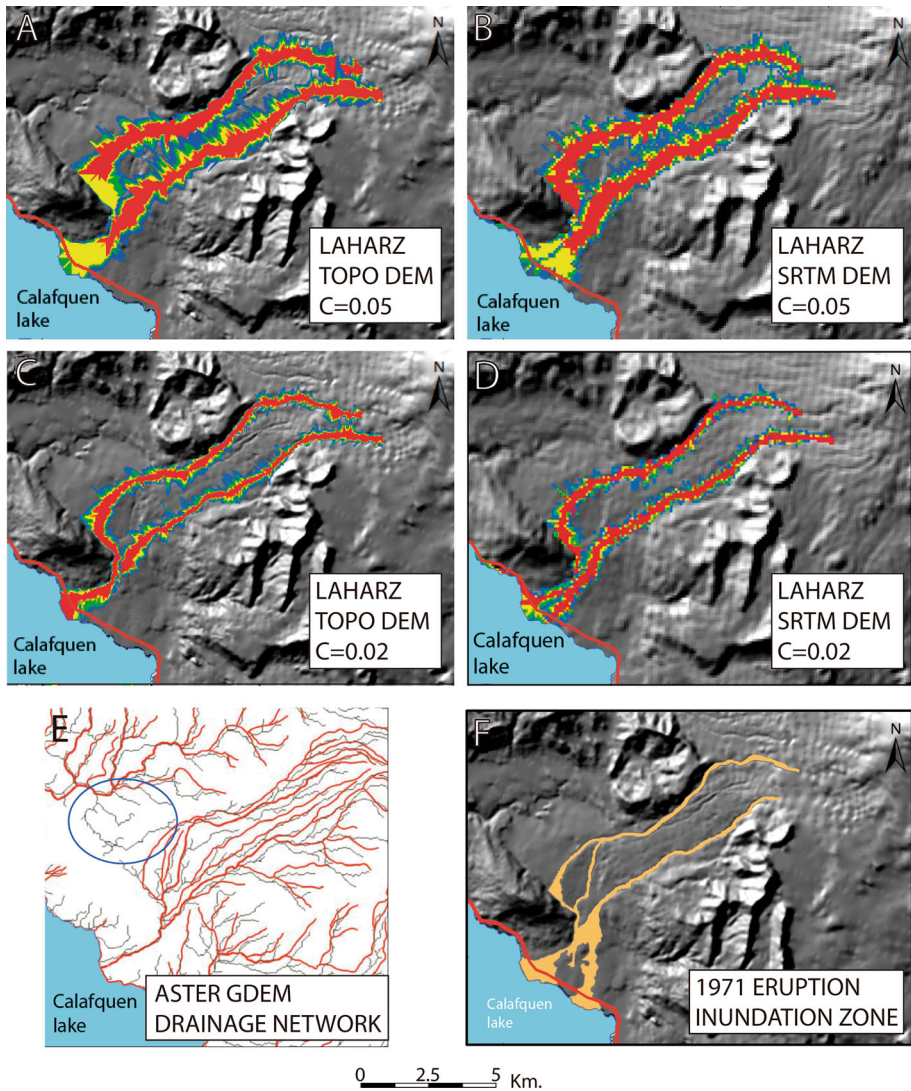 A
N
LAHARZ
TOPO DEM
C=0.05
Calafquen
lake
B
N
LAHARZ
SRTM DEM
C=0.05
Calafquen
lake
C
N
LAHARZ
TOPO DEM
C=0.02
Calafquen
lake
D
N
LAHARZ
SRTM DEM
C=0.02
Calafquen
lake
E
ASTER GDEM
DRAINAGE NETWORK
Calafquen
lake
F
N
1971 ERUPTION
INUNDATION ZONE
Calafquen
lake
0 2.5 5 Km.